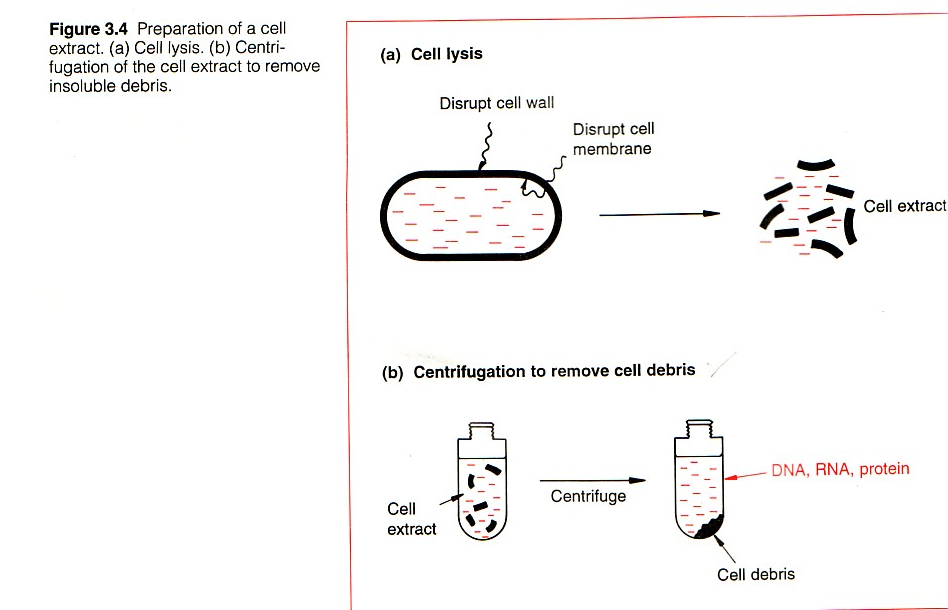 Figure 3.4 Preparation of a cell
extract. (a) Cell lysis. (b) Centri-
fugation of the cell extract to remove
insoluble debris.
(a) Cell lysis
Disrupt cell wall
Disrupt cell
membrane
Cell extract
(b) Centrifugation to remove cell debris
DNA, RNA, protein
Centrifuge
Cell
extract
Cell debris